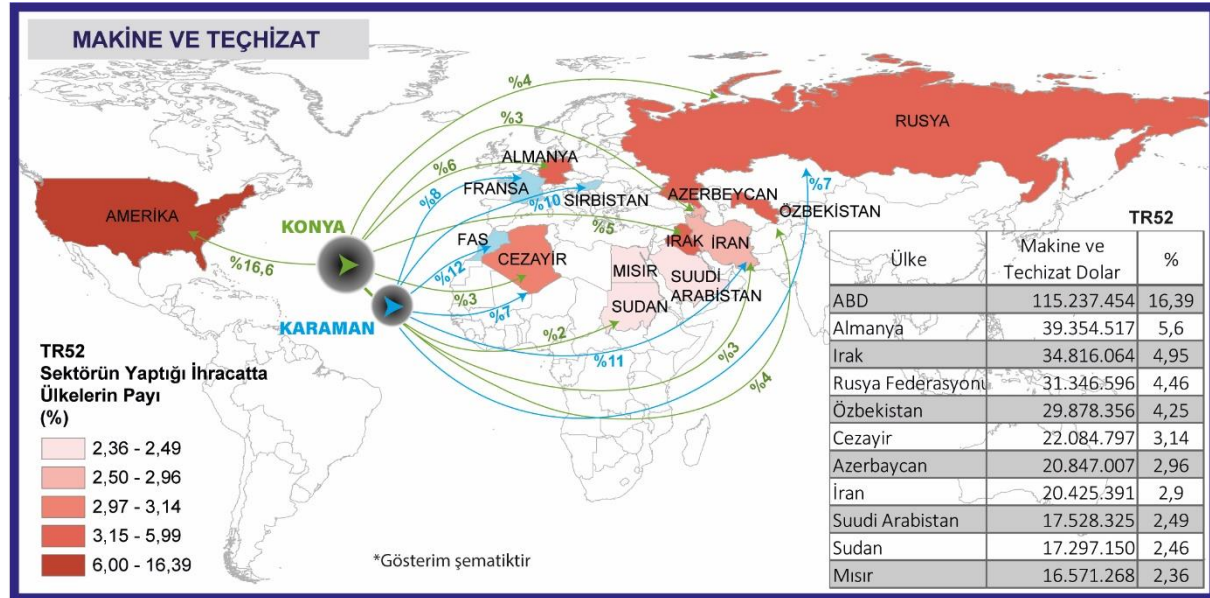 MAKİNE VE TEÇHİZAT
%4
%3
%6
%8
%10
%7
%5
%16,6
%12
%3
%7
%2
%11
%3
%4
AMERİKA
ALMANYA
FRANSA
SIRBİSTAN
RUSYA
AZERBEYCAN
ÖZBEKİSTAN
KONYA
FAS
CEZAYİR
IRAK
İRAN
MISIR
SUUDİ
ARABİSTAN
SUDAN
KARAMAN
TR52
Sektörün Yaptığı İhracatta
Ülkelerin Payı
(%)
2,36 - 2,49
2,50 - 2,96
2,97 - 3,14
3,15 - 5,99
6,00 - 16,39
*Gösterim şematiktir
TR52
Ülke Makine ve Techizat Dolar %
ABD 115.237.454 16,39
Almanya 39.354.517 5,6
Irak 34.816.064 4,95
Rusya Federasyonu 31.346.596 4,46
Özbekistan 29.878.356 4,25
Cezayir 22.084.797 3,14
Azerbaycan 20.847.007 2,96
İran 20.425.391 2,9
Suudi Arabistan 17.528.325 2,49
Sudan 17.297.150 2,46
Mısır 16.571.268 2,36